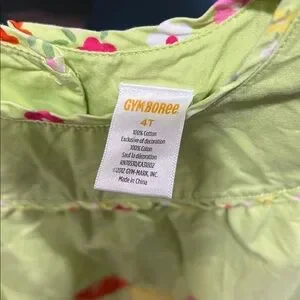 GYMBOREE
4T
100% Cotton
Exclusive of decoration
100% Coton
Sauf la décoration
©2012 GYM-MARK, INC.
Made in China